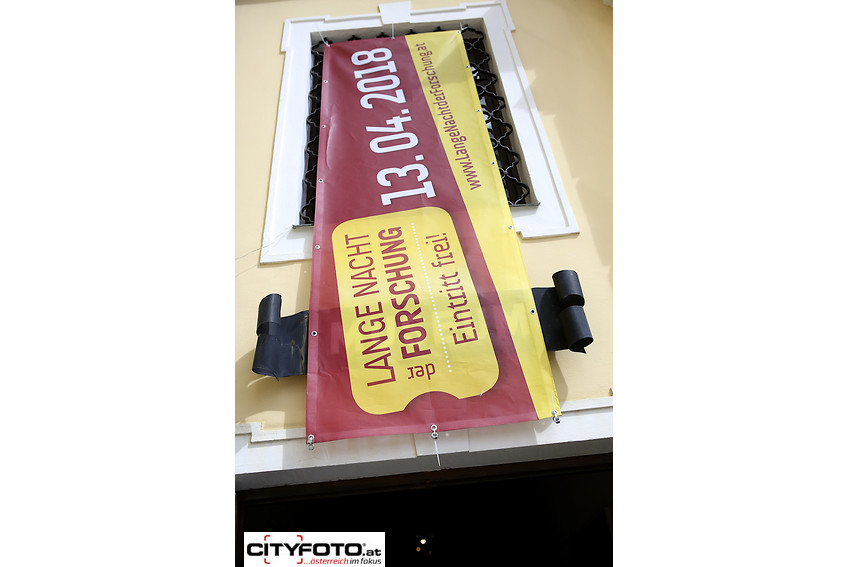 LANGE NACHT
der FORSCHUNG
Eintritt frei!
13.04.2018
www.LangeNachtderForschung.at
CITYFOTO.at
...österreich im fokus